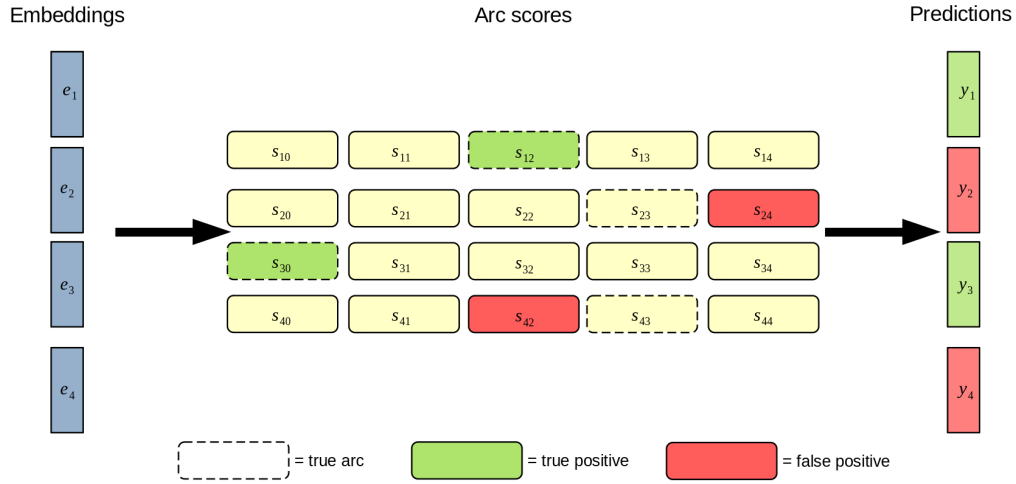 Embeddings Arc scores Predictions
e1 y1
s10 s11 s12 s13 s14
e2 y2
s20 s21 s22 s23 s24
s30 s31 s32 s33 s34
e3 y3
s40 s41 s42 s43 s44
e4 y4
= true arc = true positive = false positive